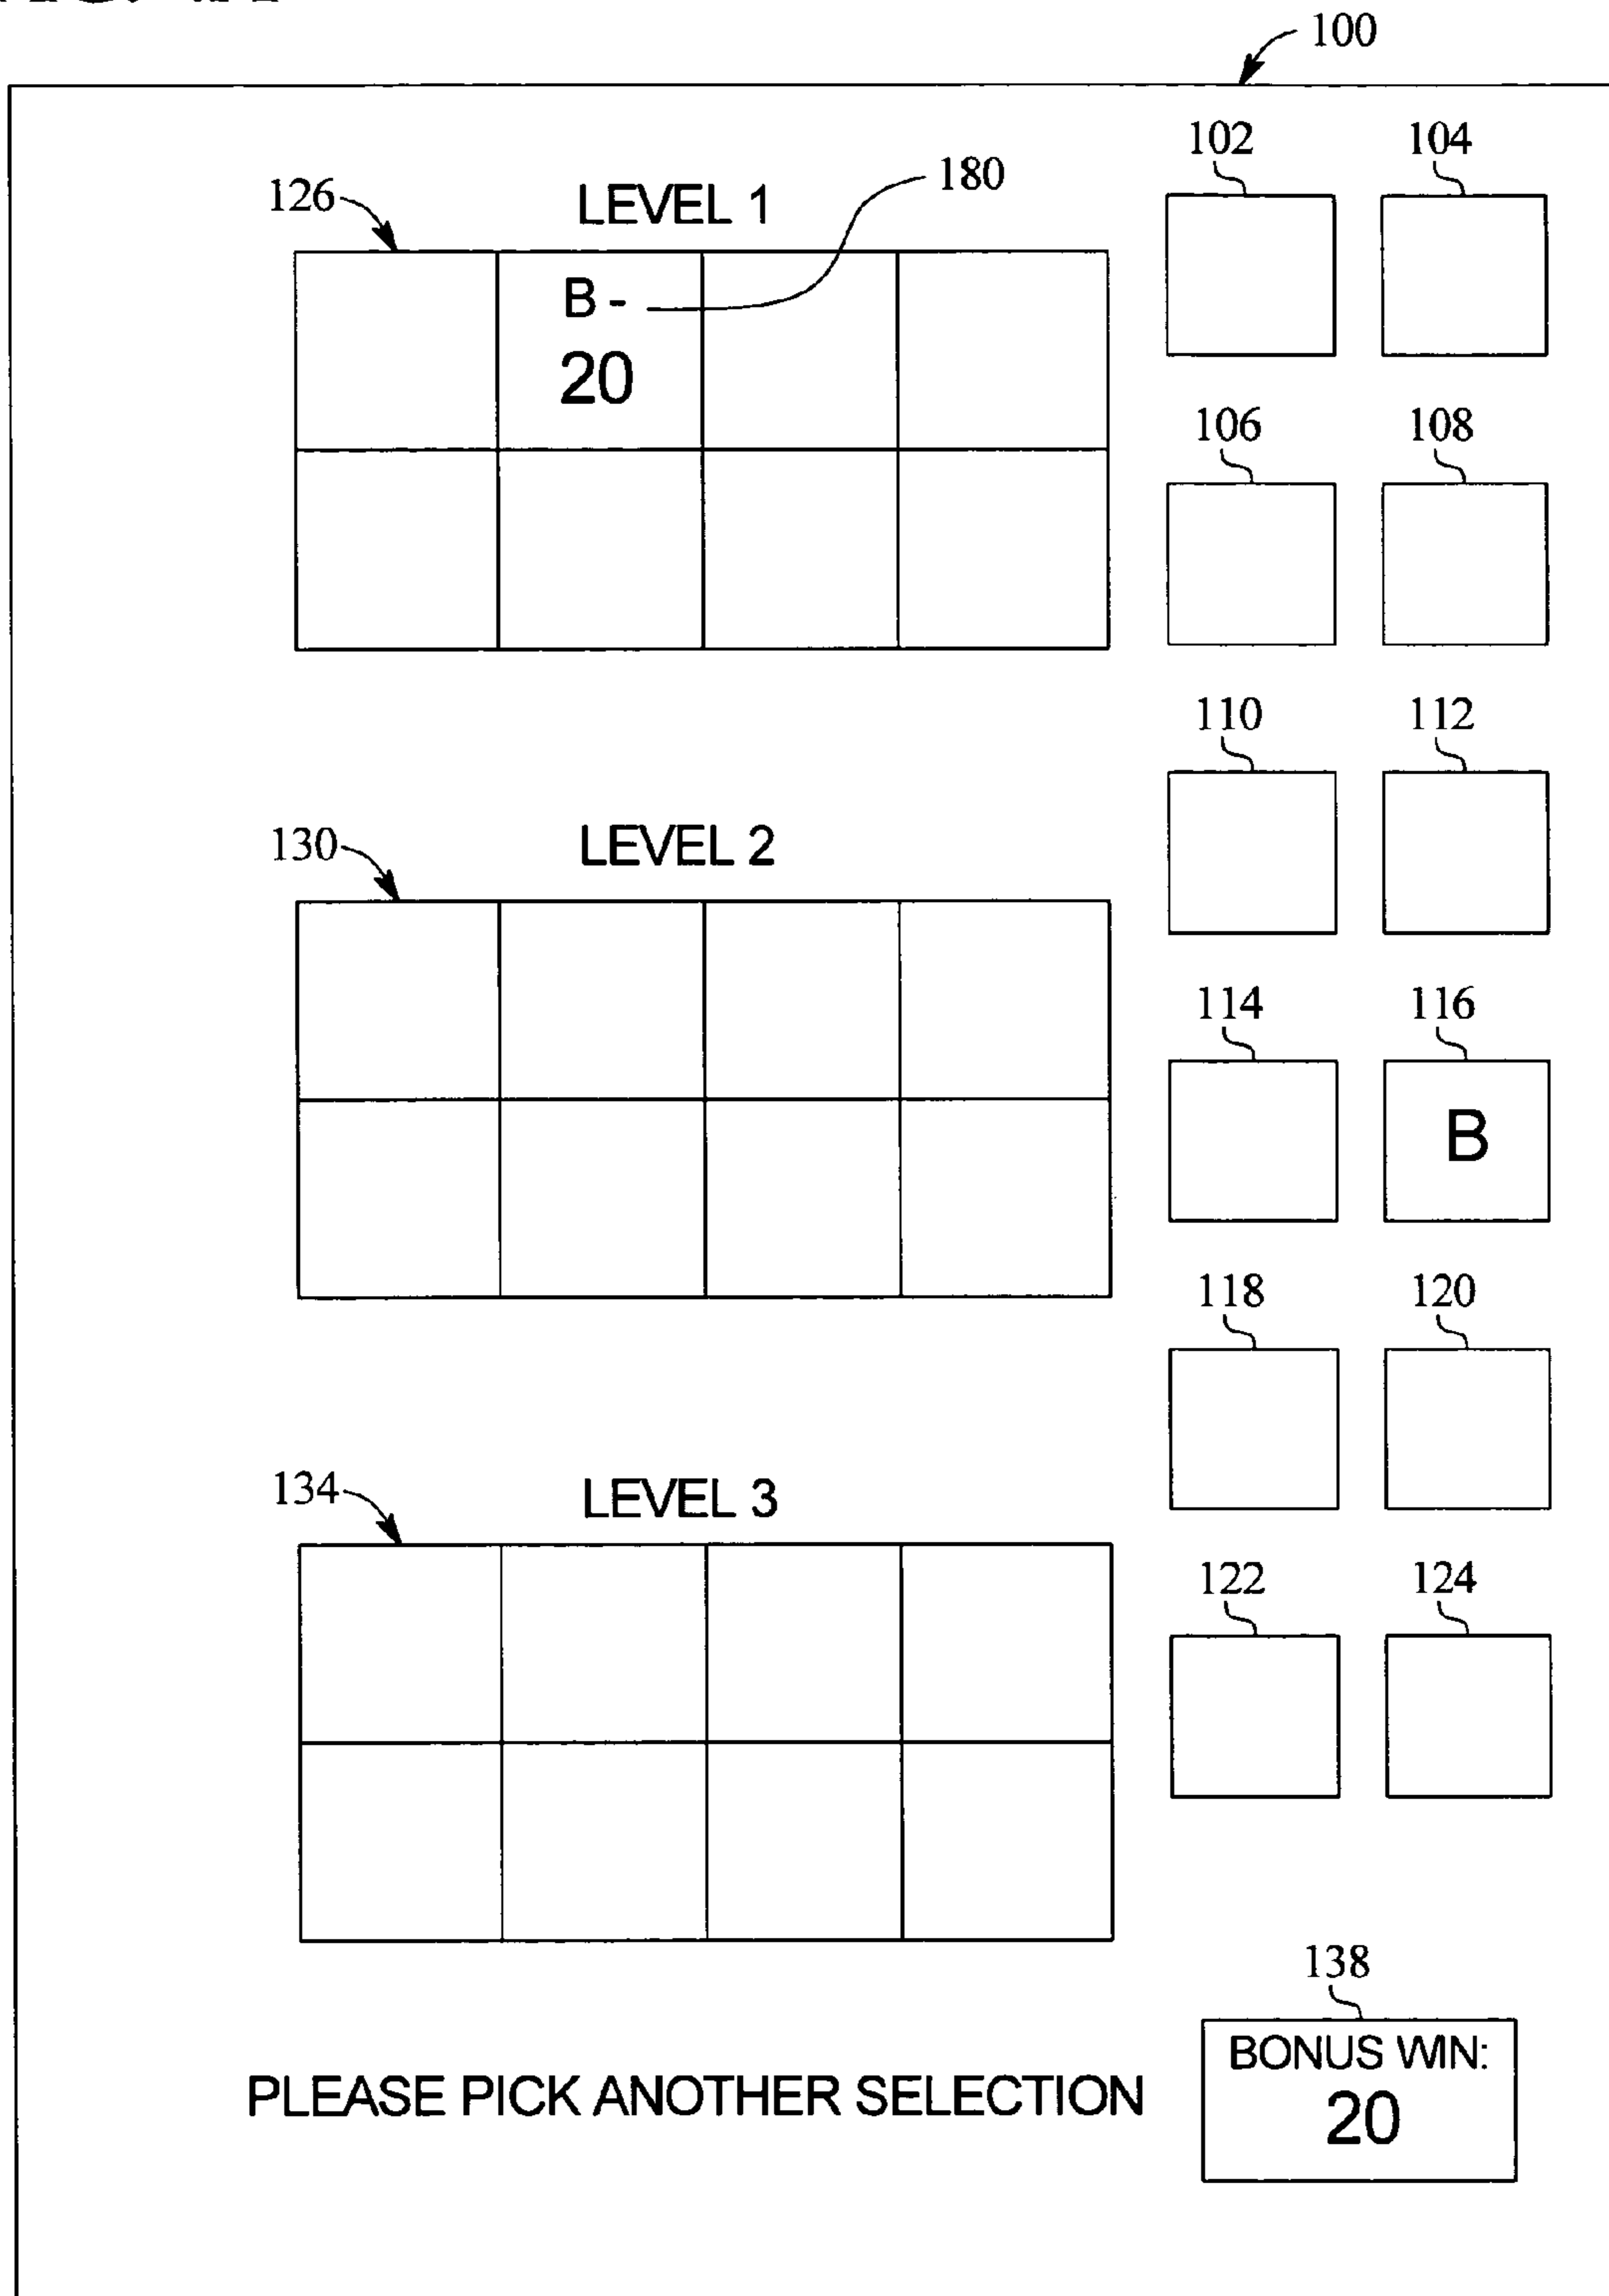 100
102
104
126
LEVEL 1
180
B -
20
106
108
110
112
130
LEVEL 2
114
116
B
118
120
134
LEVEL 3
122
124
138
BONUS WIN:
20
PLEASE PICK ANOTHER SELECTION